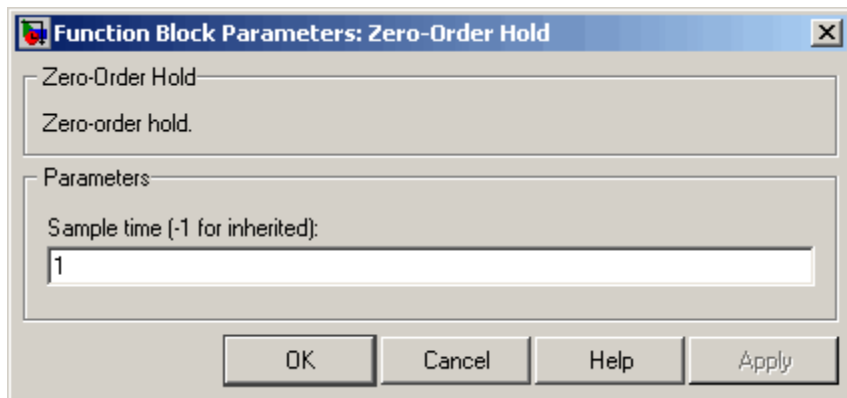 Function Block Parameters: Zero-Order Hold
Zero-Order Hold
Zero-order hold.
Parameters
Sample time (-1 for inherited):
1
OK Cancel Help Apply